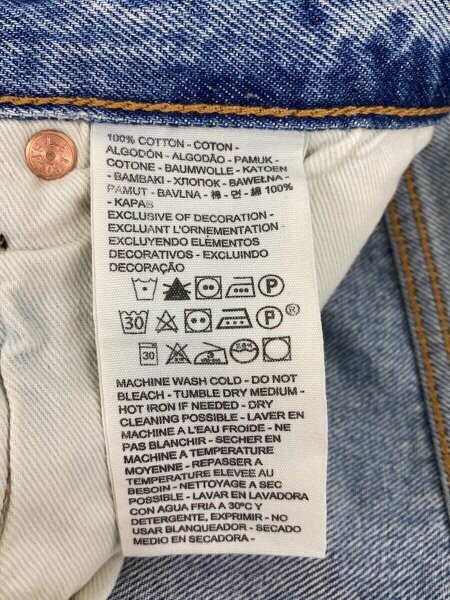 100% COTTON - COTON -
ALGODÓN - ALGODÃO - PAMUK -
COTONE - BAUMWOLLE - KATOEN
- BAMBAKI - ХЛОПОК - BAWEŁNA -
PAMUT - BAVLNA - 棉 - 면 - 綿 100%
- KAPAS
EXCLUSIVE OF DECORATION -
EXCLUANT L'ORNEMENTATION -
EXCLUYENDO ELEMENTOS
DECORATIVOS - EXCLUINDO
DECORAÇÃO
P
30 P ®
30
MACHINE WASH COLD - DO NOT
BLEACH - TUMBLE DRY MEDIUM -
HOT IRON IF NEEDED - DRY
CLEANING POSSIBLE - LAVER EN
MACHINE A L'EAU FROIDE - NE
PAS BLANCHIR - SECHER EN
MACHINE A TEMPERATURE
MOYENNE - REPASSER A
TEMPERATURE ELEVEE AU
BESOIN - NETTOYAGE A SEC
POSSIBLE - LAVAR EN LAVADORA
CON AGUA FRIA A 30ºC Y
DETERGENTE, EXPRIMIR - NO
USAR BLANQUEADOR - SECADO
MEDIO EN SECADORA -